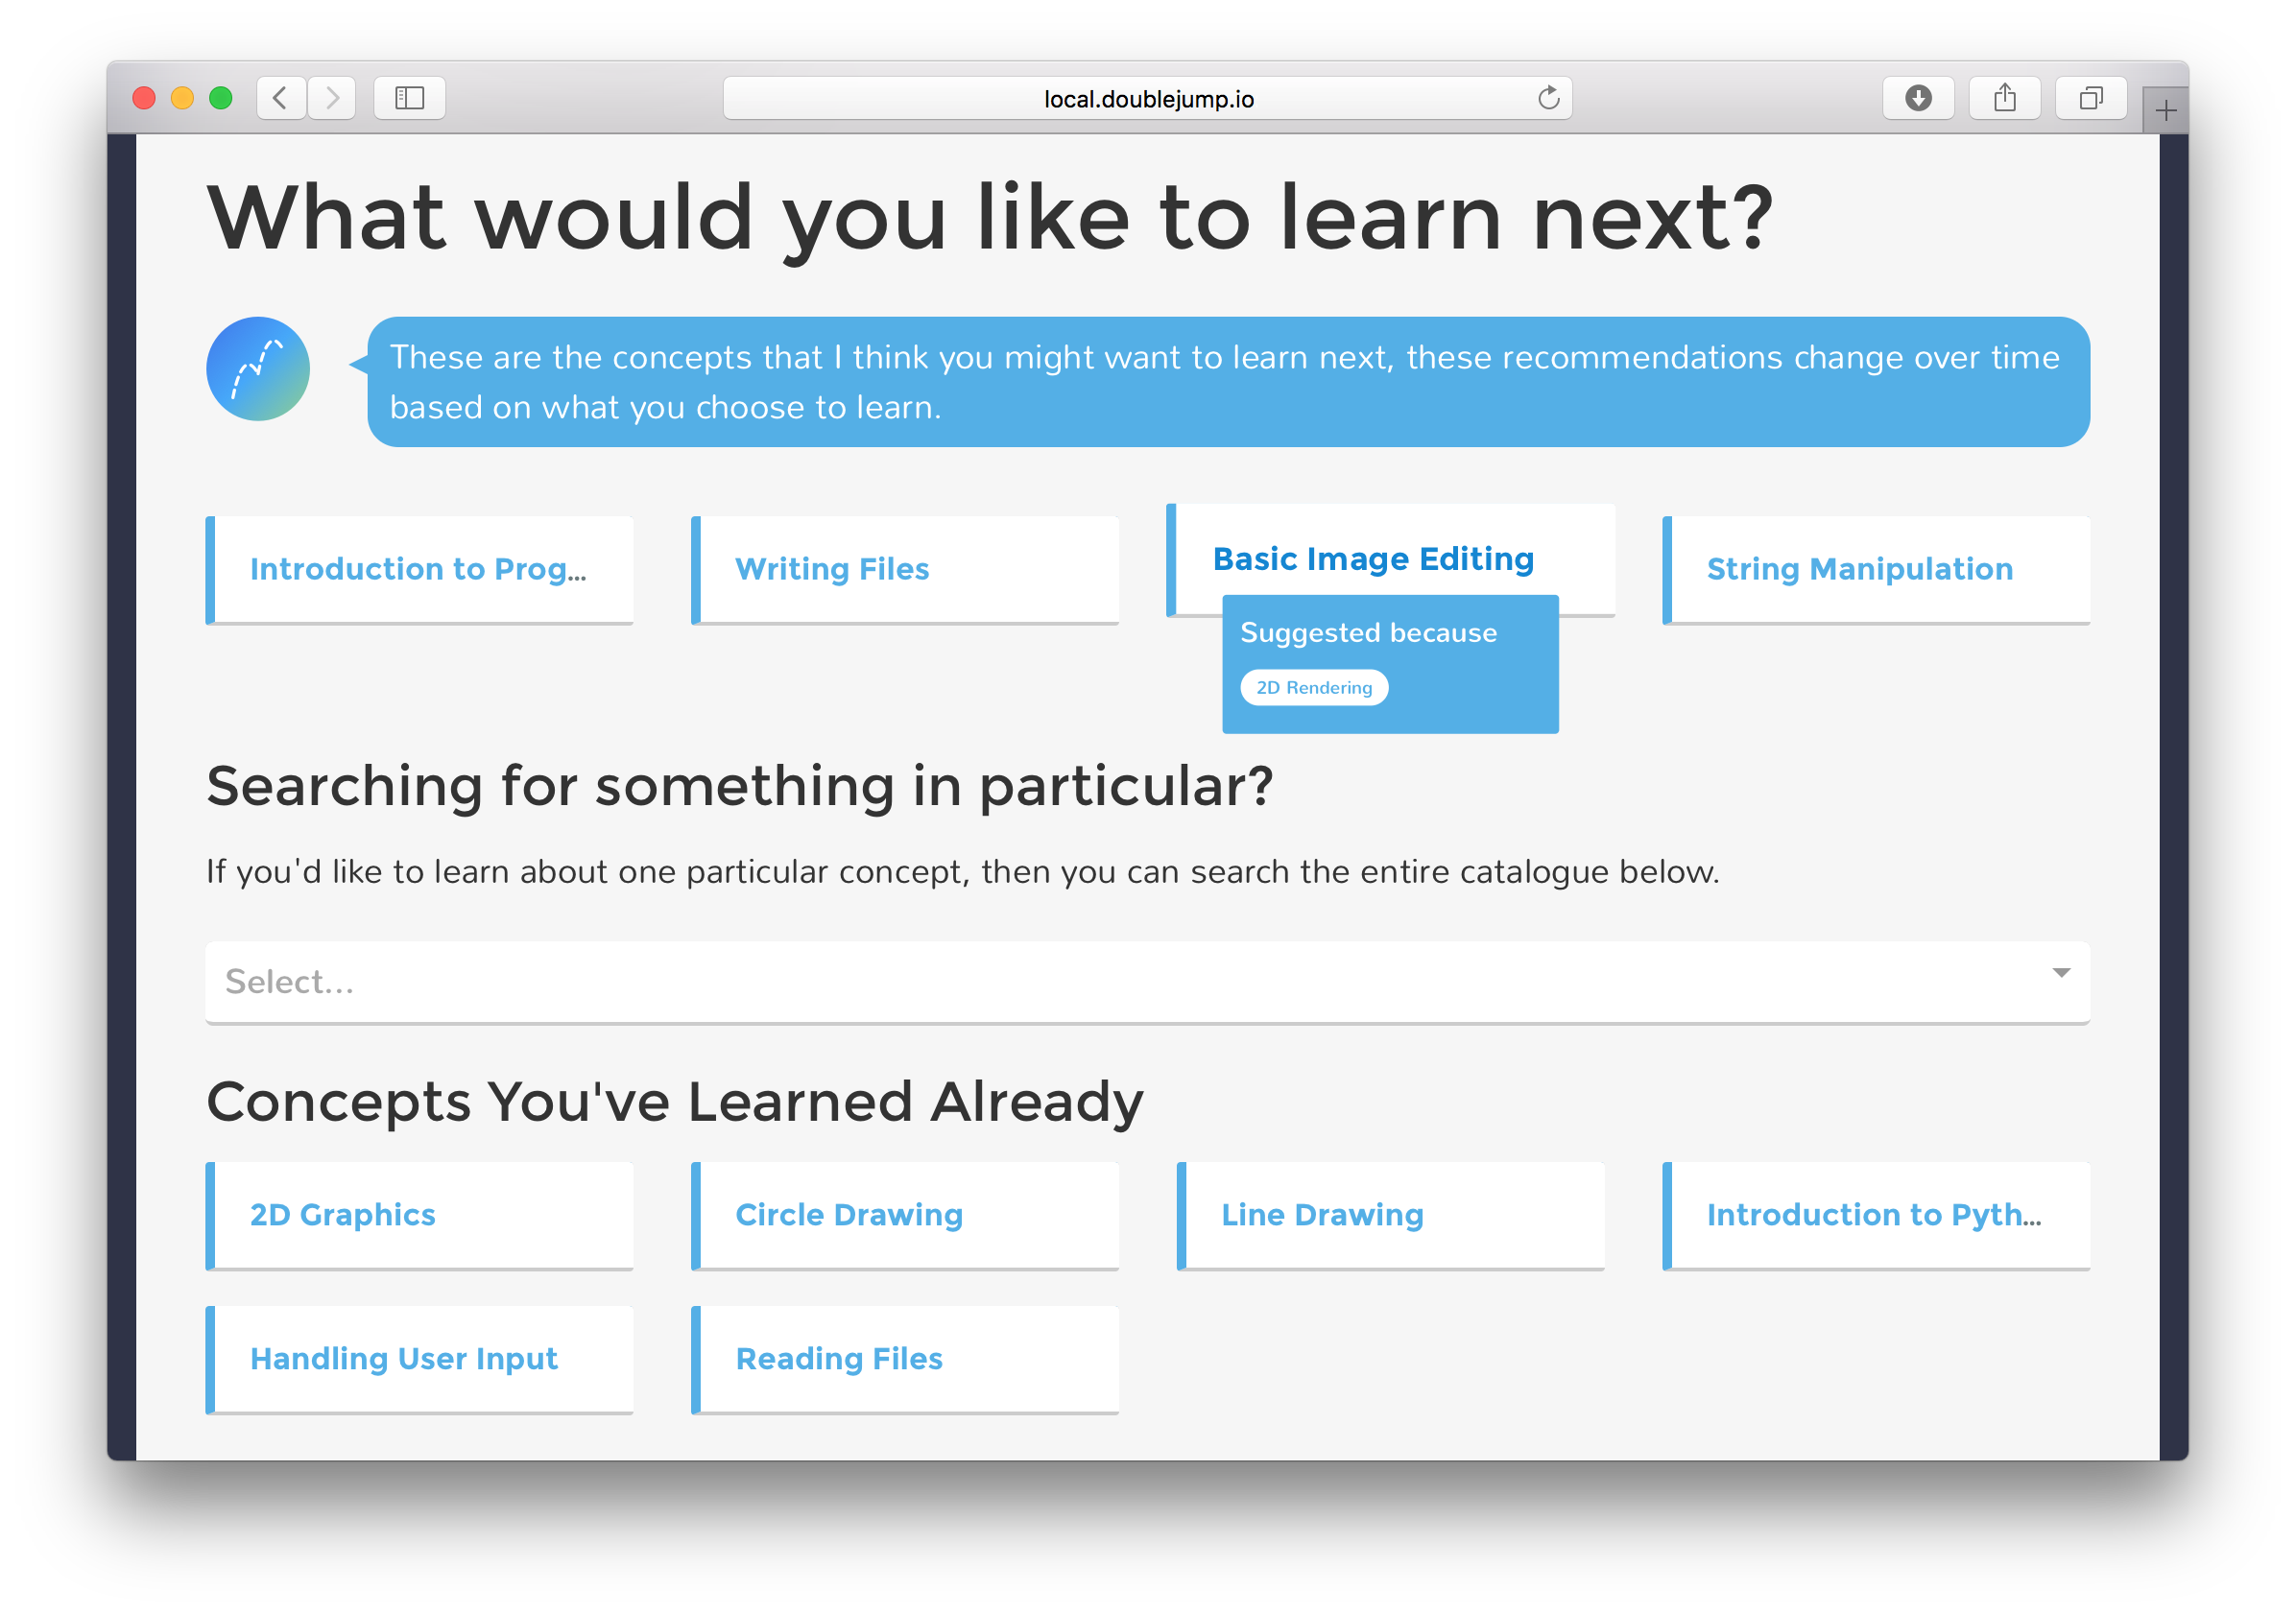 local.doublejump.io
What would you like to learn next?
These are the concepts that I think you might want to learn next, these recommendations change over time
based on what you choose to learn.
Introduction to Prog...
Writing Files
Basic Image Editing
String Manipulation
Suggested because
2D Rendering
Searching for something in particular?
If you'd like to learn about one particular concept, then you can search the entire catalogue below.
Select...
Concepts You've Learned Already
2D Graphics
Circle Drawing
Line Drawing
Introduction to Pyth...
Handling User Input
Reading Files